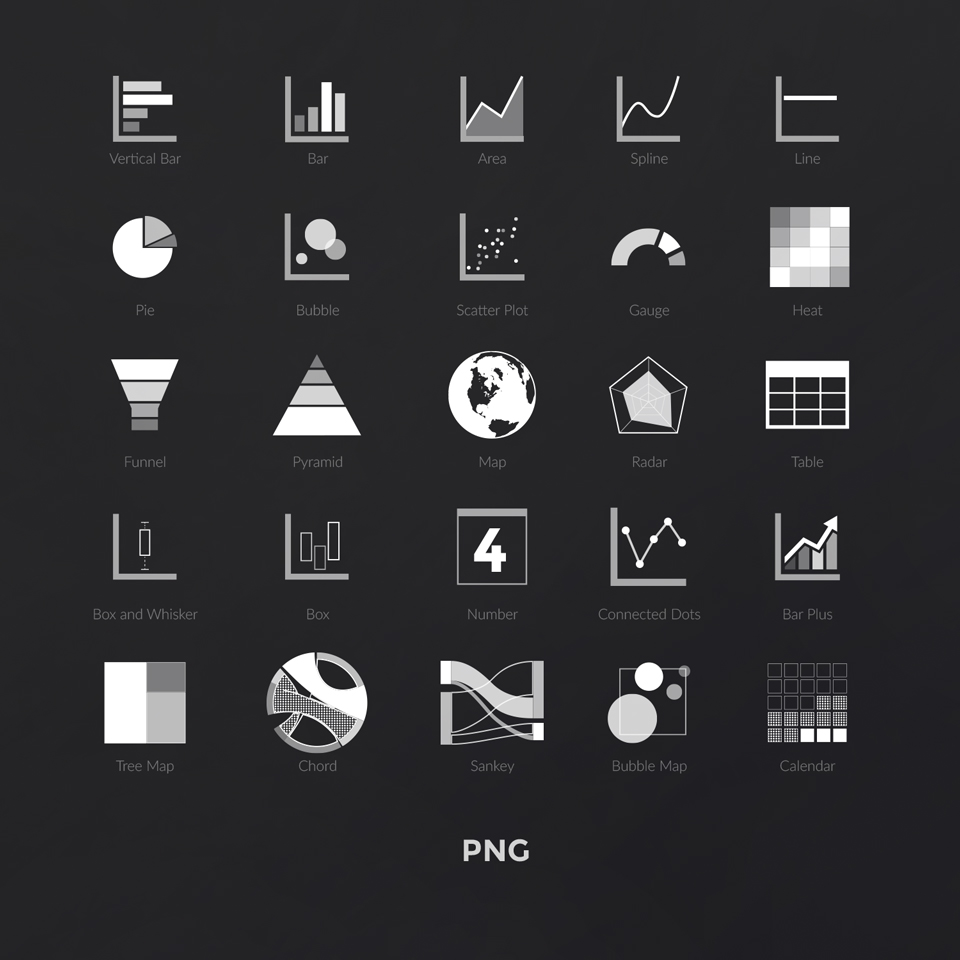 Vertical Bar
Bar
Area
Spline
Line
Pie
Bubble
Scatter Plot
Gauge
Heat
Funnel
Pyramid
Map
Radar
Table
4
Box and Whisker
Box
Number
Connected Dots
Bar Plus
Tree Map
Chord
Sankey
Bubble Map
Calendar
PNG